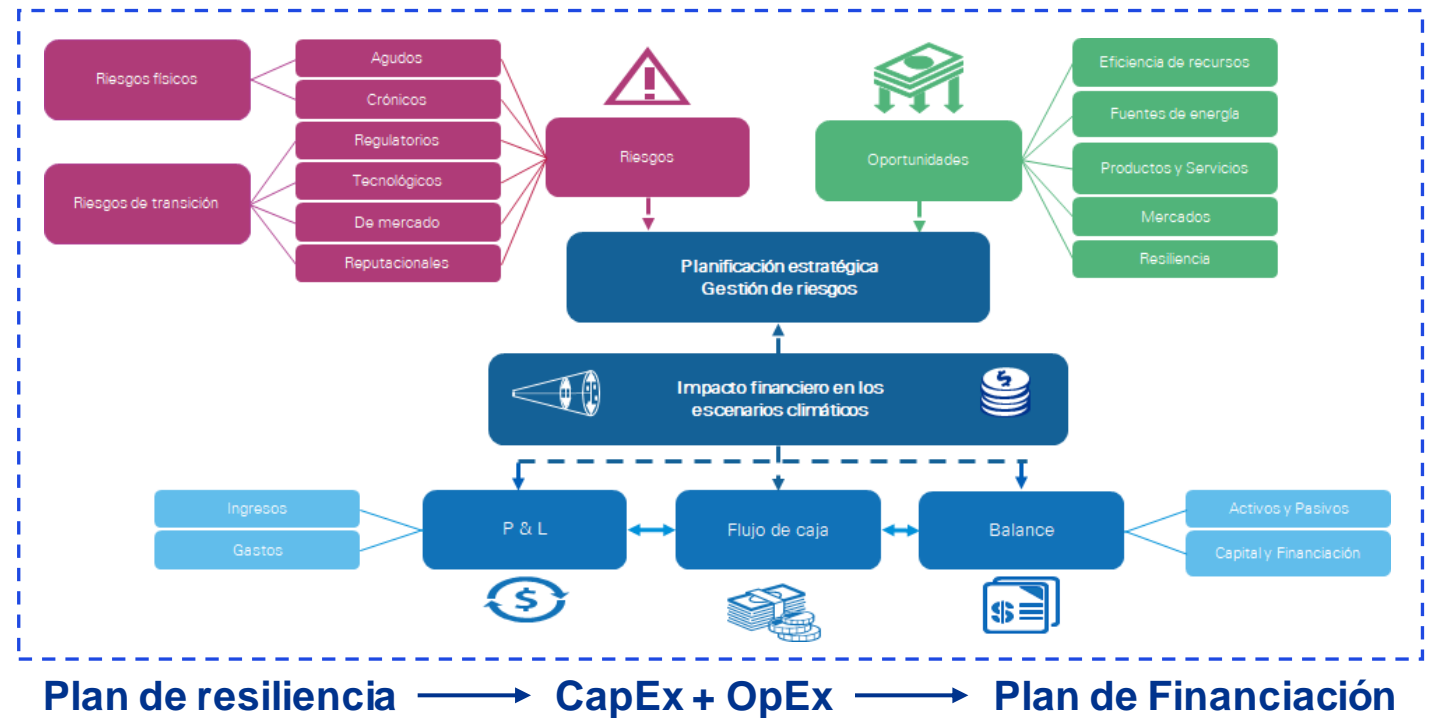 Riesgos físicos
Riesgos de transición
Agudos
Crónicos
Regulatorios
Tecnológicos
De mercado
Reputacionales
Riesgos
Oportunidades
Eficiencia de recursos
Fuentes de energía
Productos y Servicios
Mercados
Resiliencia
Planificación estratégica
Gestión de riesgos
Impacto financiero en los
escenarios climáticos
Ingresos
Gastos
P & L
Flujo de caja
Balance
Activos y Pasivos
Capital y Financiación
$
$
Plan de resiliencia
CapEx + OpEx
Plan de Financiación